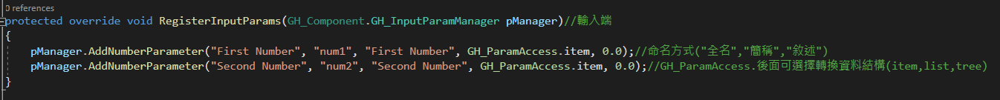 0 references
protected override void RegisterInputParams(GH_Component.GH_InputParamManager pManager)//輸入端
{
pManager.AddNumberParameter("First Number", "num1", "First Number", GH_ParamAccess.item, 0.0);//命名方式("全名","簡稱","敘述")
pManager.AddNumberParameter("Second Number", "num2", "Second Number", GH_ParamAccess.item, 0.0);//GH_ParamAccess.後面可選擇轉換資料結構(item,list,tree)
}